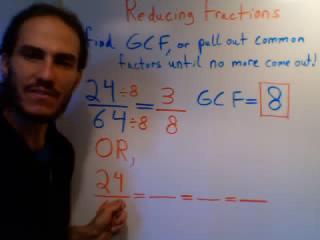 Reducing Fractions
find GCF, or pull out common
factors until no more come out!
24÷8 = 3 GCF = 8
64÷8 8
OR,
24
= — = — = —